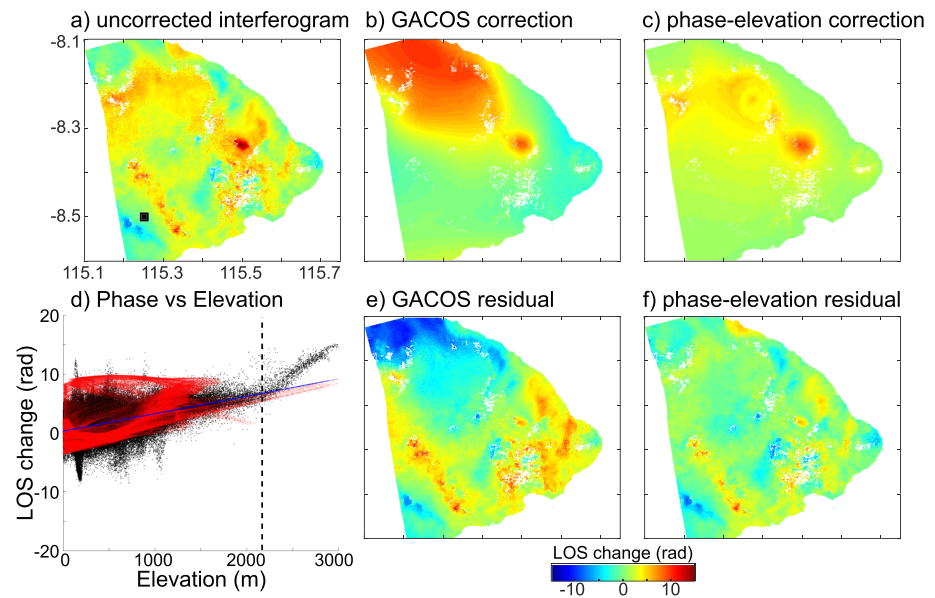 a) uncorrected interferogram
b) GACOS correction
c) phase-elevation correction
-8.1
-8.3
-8.5
115.1 115.3 115.5 115.7
d) Phase vs Elevation
e) GACOS residual
f) phase-elevation residual
20
10
0
-10
-20
LOS change (rad)
0 1000 2000 3000
Elevation (m)
LOS change (rad)
-10 0 10